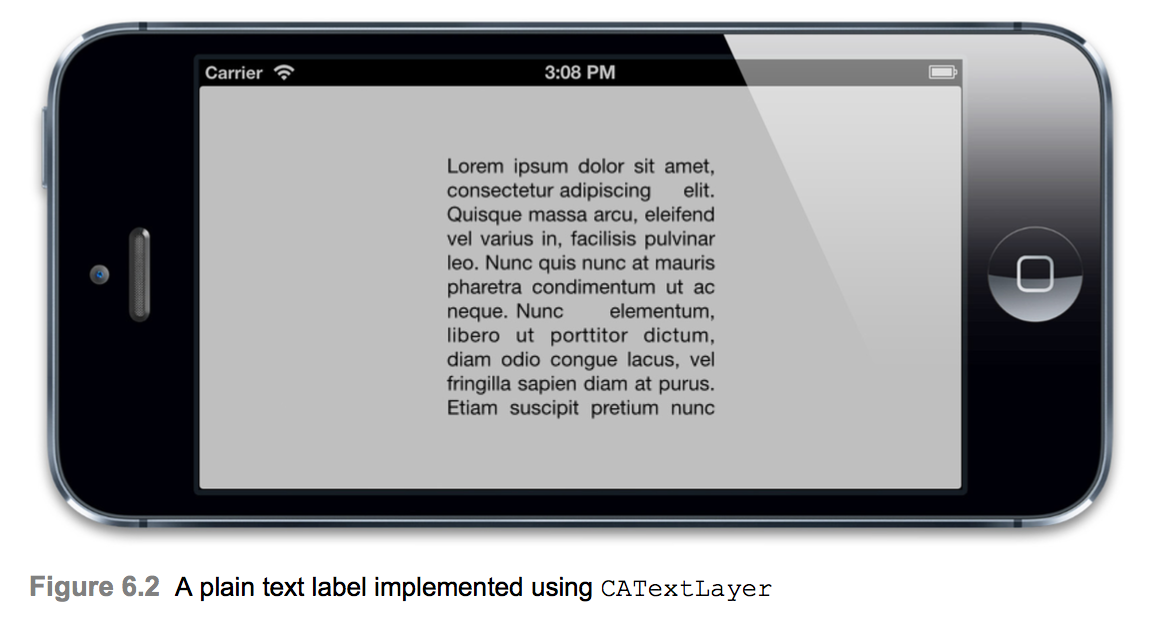 Carrier
3:08 PM
Lorem ipsum dolor sit amet,
consectetur adipiscing elit.
Quisque massa arcu, eleifend
vel varius in, facilisis pulvinar
leo. Nunc quis nunc at mauris
pharetra condimentum ut ac
neque. Nunc elementum,
libero ut porttitor dictum,
diam odio congue lacus, vel
fringilla sapien diam at purus.
Etiam suscipit pretium nunc
Figure 6.2 A plain text label implemented using CATextLayer